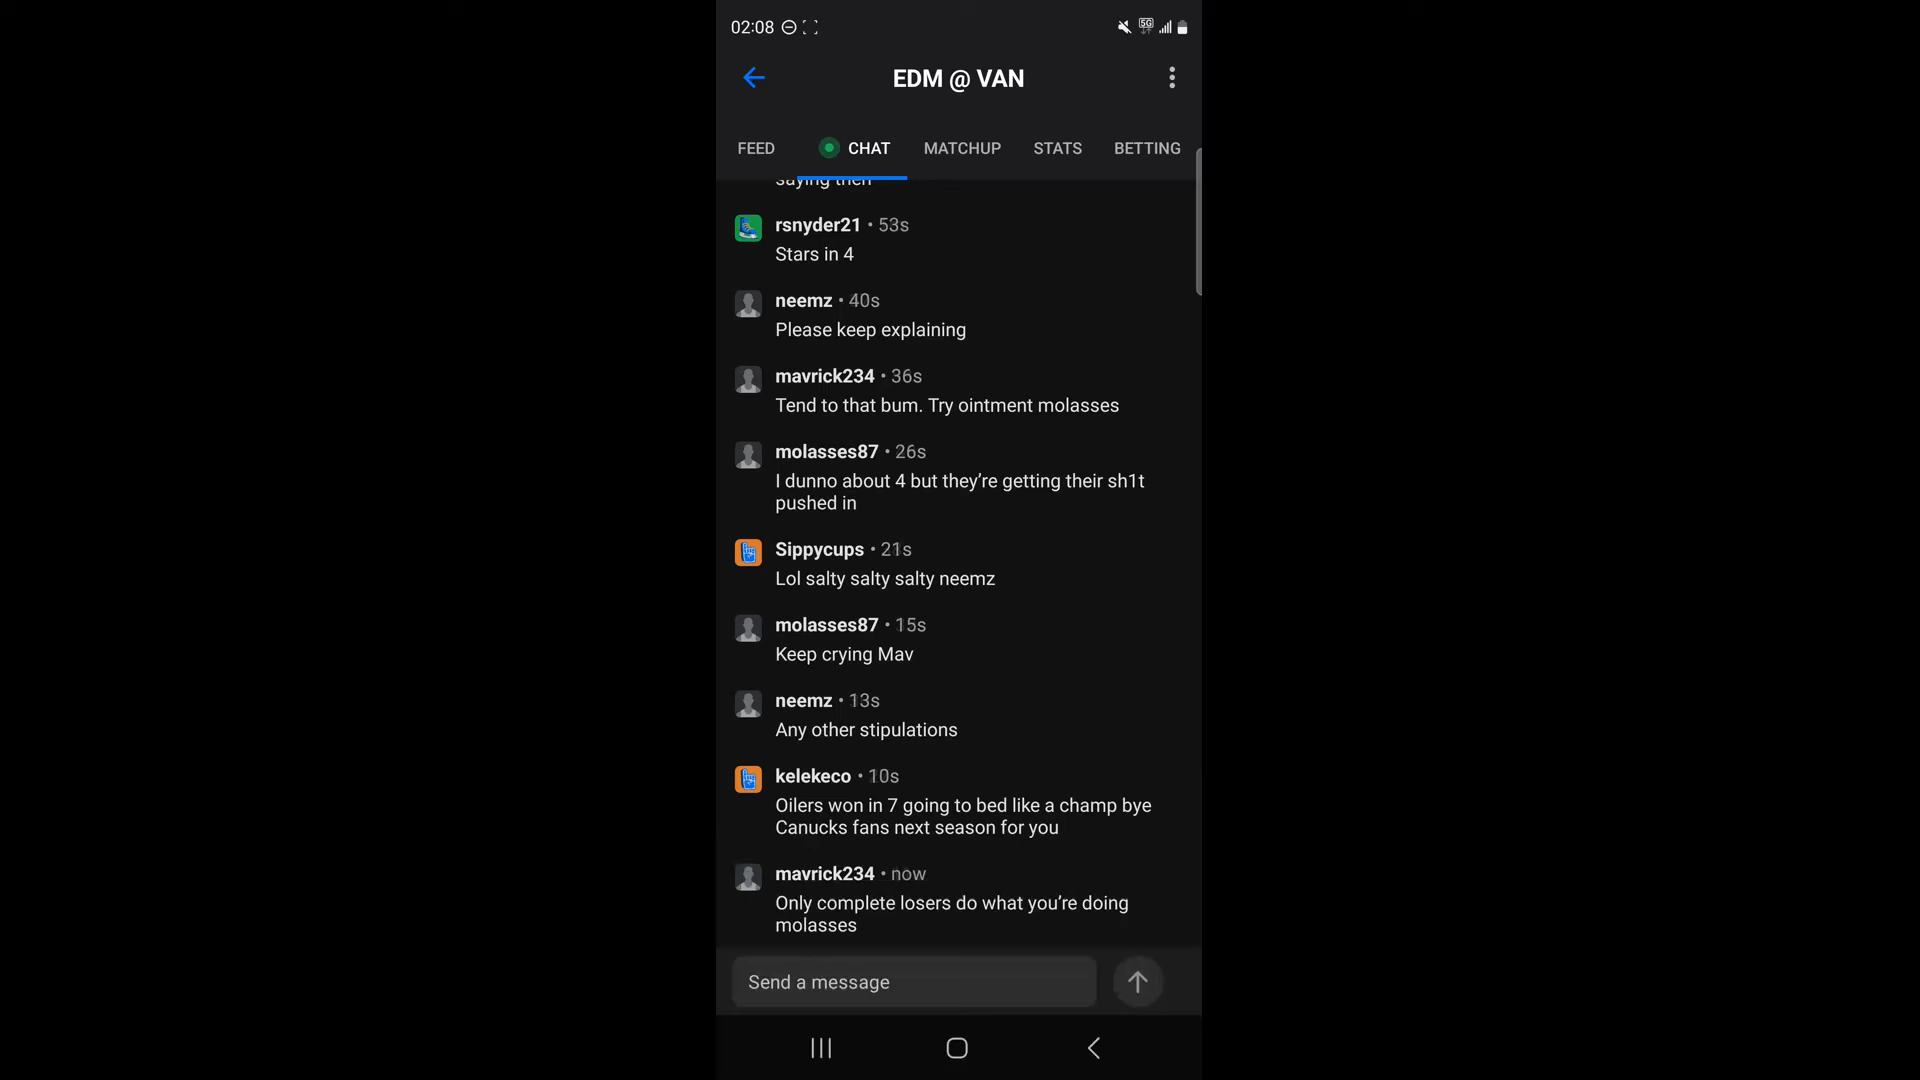 02:08
5G
EDM @ VAN
FEED
CHAT
MATCHUP
STATS
BETTING
saying then
rsnyder21 • 53s
Stars in 4
neemz • 40s
Please keep explaining
mavrick234 • 36s
Tend to that bum. Try ointment molasses
molasses87 • 26s
I dunno about 4 but they’re getting their sh1t
pushed in
Sippycups • 21s
Lol salty salty salty neemz
molasses87 • 15s
Keep crying Mav
neemz • 13s
Any other stipulations
kelekeco • 10s
Oilers won in 7 going to bed like a champ bye
Canucks fans next season for you
mavrick234 • now
Only complete losers do what you’re doing
molasses
Send a message